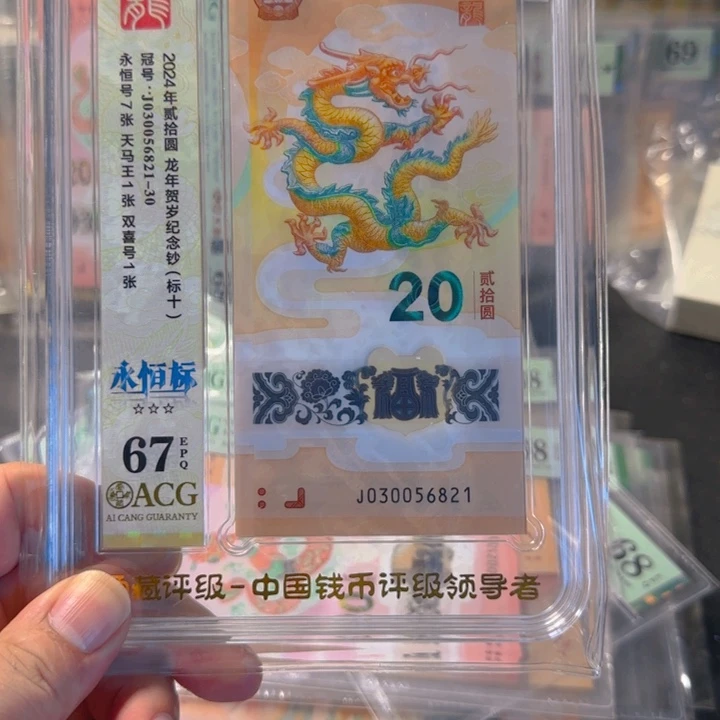 2024年贰拾圆 龙年贺岁纪念钞(标十)
冠号:J030056821-30
永恒号7张 天马王1张 双喜号1张
永恒标
☆☆☆
67
EPQ
ACG
AI CANG GUARANTY
20
贰拾圆
J030056821
藏评级-中国钱币评级领导者
69
68